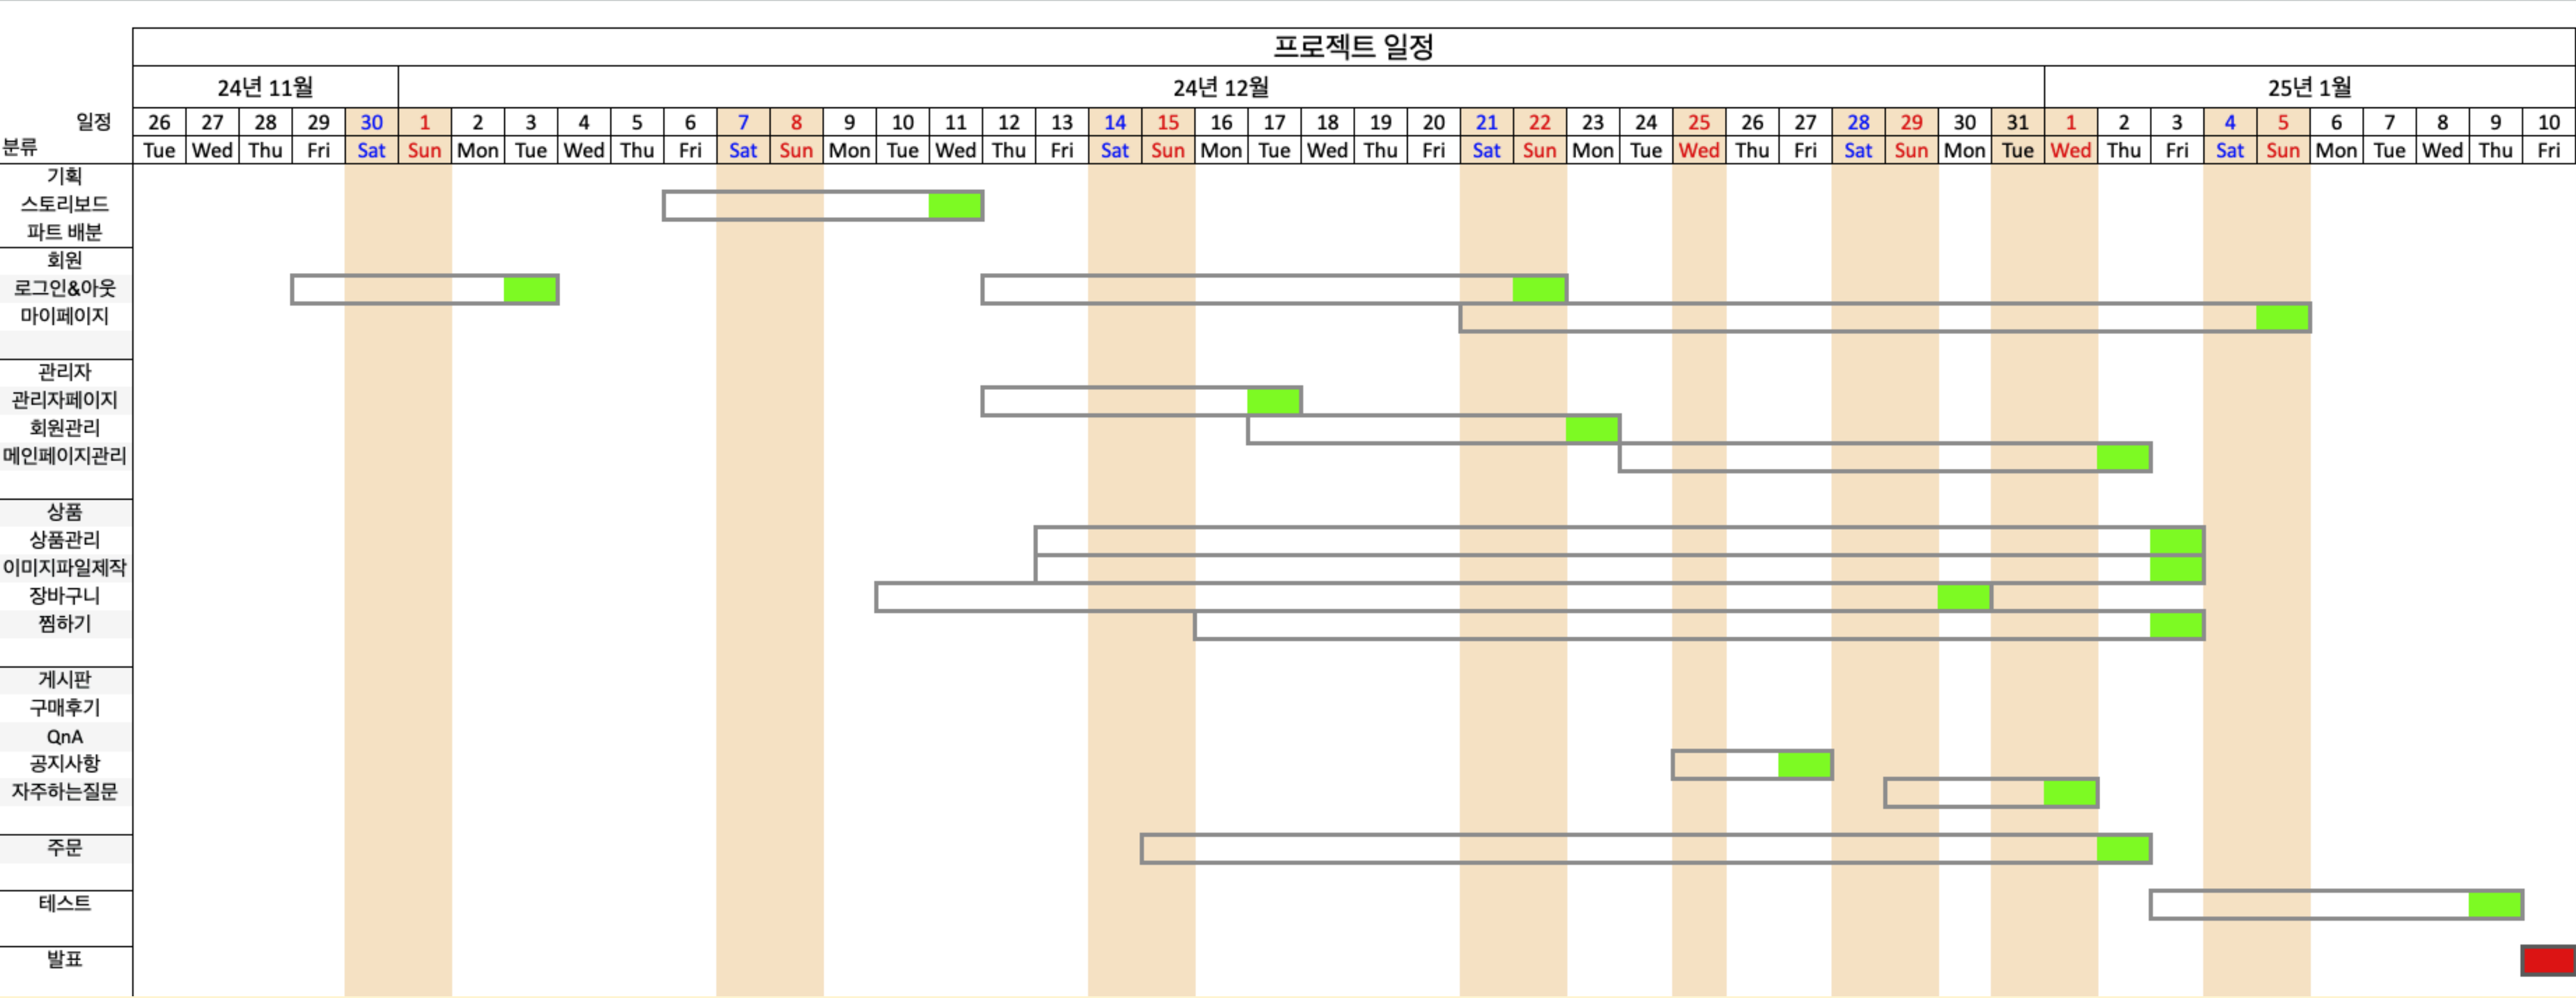 프로젝트 일정
24년 11월 24년 12월 25년 1월
일정 26 27 28 29 30 1 2 3 4 5 6 7 8 9 10 11 12 13 14 15 16 17 18 19 20 21 22 23 24 25 26 27 28 29 30 31 1 2 3 4 5 6 7 8 9 10
분류 Tue Wed Thu Fri Sat Sun Mon Tue Wed Thu Fri Sat Sun Mon Tue Wed Thu Fri Sat Sun Mon Tue Wed Thu Fri Sat Sun Mon Tue Wed Thu Fri Sat Sun Mon Tue Wed Thu Fri Sat Sun Mon Tue Wed Thu Fri
기획
스토리보드
파트 배분
회원
로그인&아웃
마이페이지
관리자
관리자페이지
회원관리
메인페이지관리
상품
상품관리
이미지파일제작
장바구니
찜하기
게시판
구매후기
QnA
공지사항
자주하는질문
주문
테스트
발표